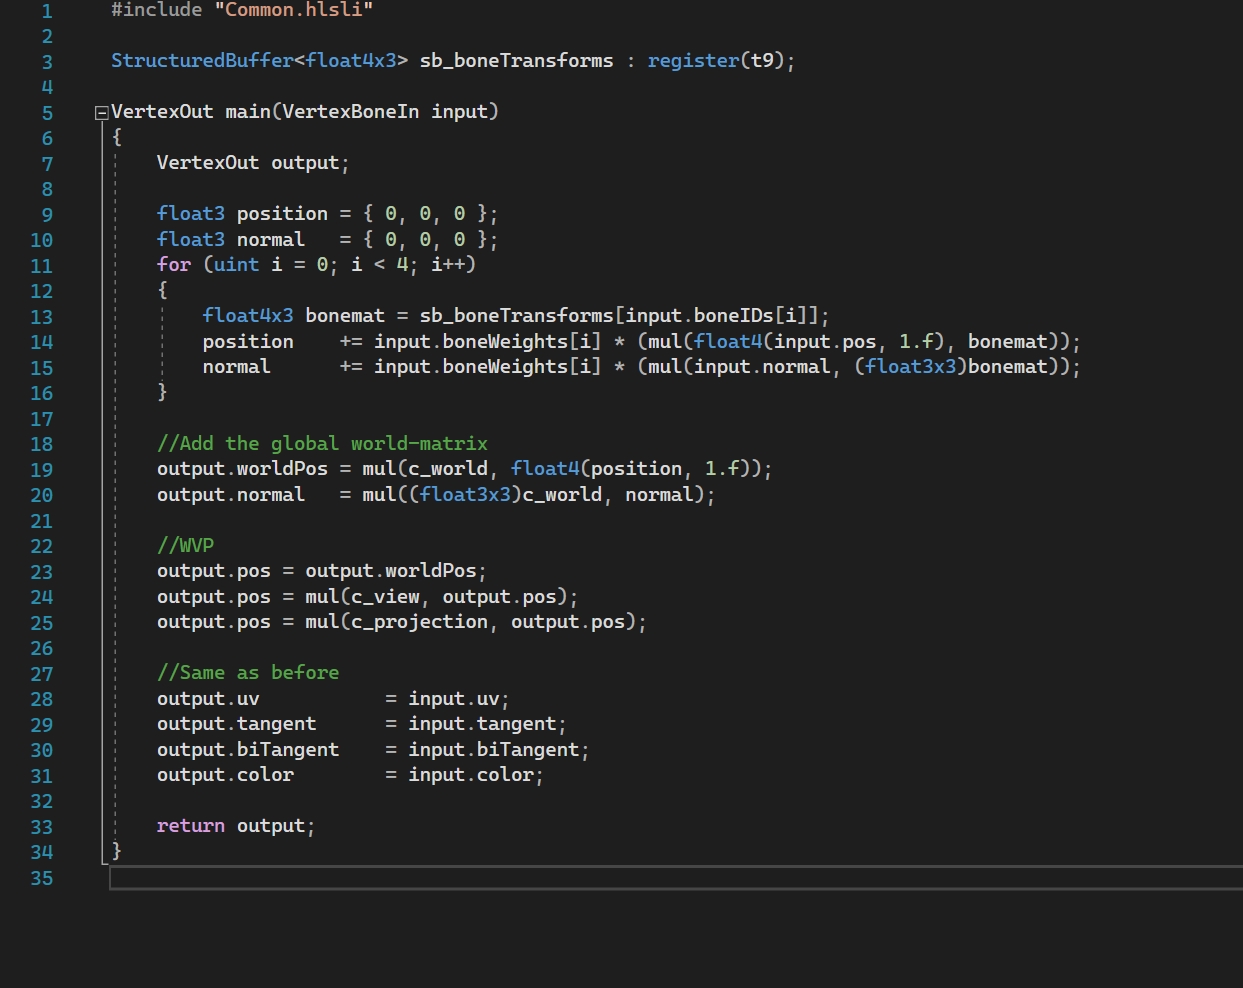 1 #include "Common.hlsli"
2
3 StructuredBuffer<float4x3> sb_boneTransforms : register(t9);
4
5 VertexOut main(VertexBoneIn input)
6 {
7     VertexOut output;
8
9     float3 position = { 0, 0, 0 };
10     float3 normal   = { 0, 0, 0 };
11     for (uint i = 0; i < 4; i++)
12     {
13         float4x3 bonemat = sb_boneTransforms[input.boneIDs[i]];
14         position    += input.boneWeights[i] * (mul(float4(input.pos, 1.f), bonemat));
15         normal      += input.boneWeights[i] * (mul(input.normal, (float3x3)bonemat));
16     }
17
18     //Add the global world-matrix
19     output.worldPos = mul(c_world, float4(position, 1.f));
20     output.normal   = mul((float3x3)c_world, normal);
21
22     //WVP
23     output.pos = output.worldPos;
24     output.pos = mul(c_view, output.pos);
25     output.pos = mul(c_projection, output.pos);
26
27     //Same as before
28     output.uv           = input.uv;
29     output.tangent      = input.tangent;
30     output.biTangent    = input.biTangent;
31     output.color        = input.color;
32
33     return output;
34 }
35